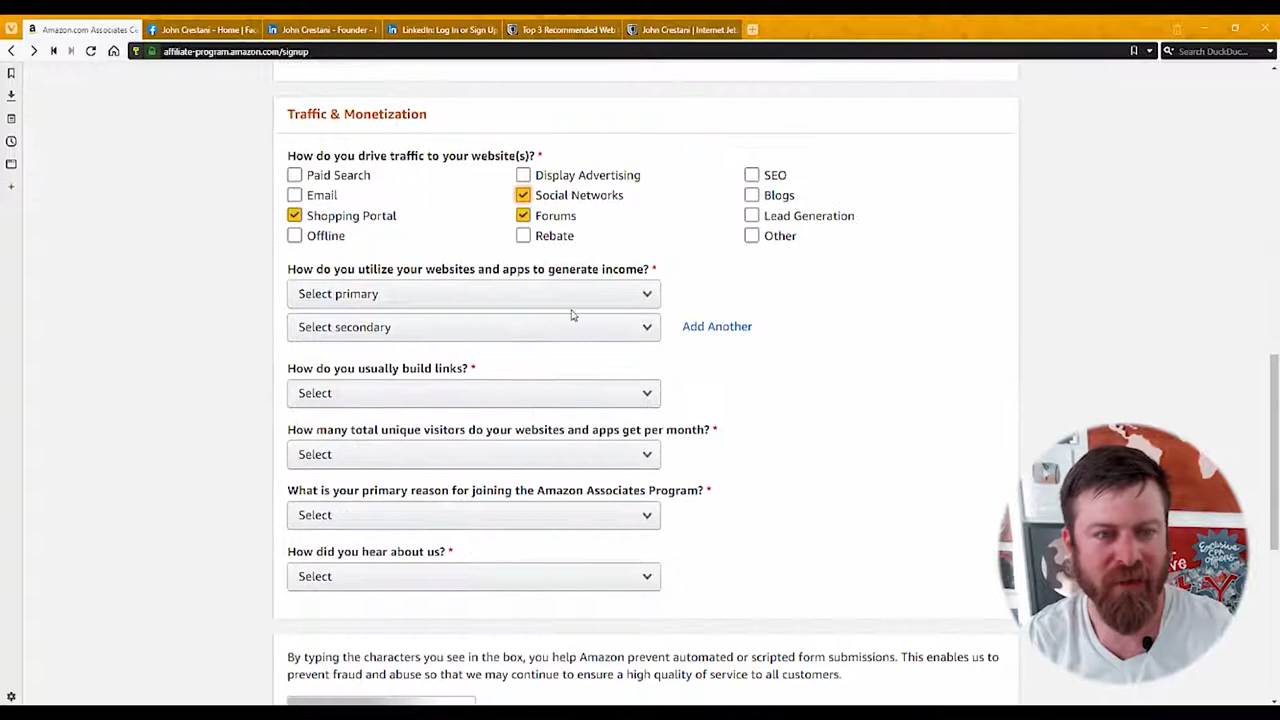 Amazon.com Associates Ce
John Crestani - Home | Fac
John Crestani - Founder - I
LinkedIn: Log In or Sign Up
Top 3 Recommended Web
John Crestani | Internet Jet
affiliate-program.amazon.com/signup
Search DuckDuc...
Traffic & Monetization
How do you drive traffic to your website(s)? *
Paid Search
Display Advertising
SEO
Email
Social Networks
Blogs
Shopping Portal
Forums
Lead Generation
Offline
Rebate
Other
How do you utilize your websites and apps to generate income? *
Select primary
Select secondary
Add Another
How do you usually build links? *
Select
How many total unique visitors do your websites and apps get per month? *
Select
What is your primary reason for joining the Amazon Associates Program? *
Select
How did you hear about us? *
Select
Exclusive
CPA
offers
By typing the characters you see in the box, you help Amazon prevent automated or scripted form submissions. This enables us to
prevent fraud and abuse so that we may continue to ensure a high quality of service to all customers.